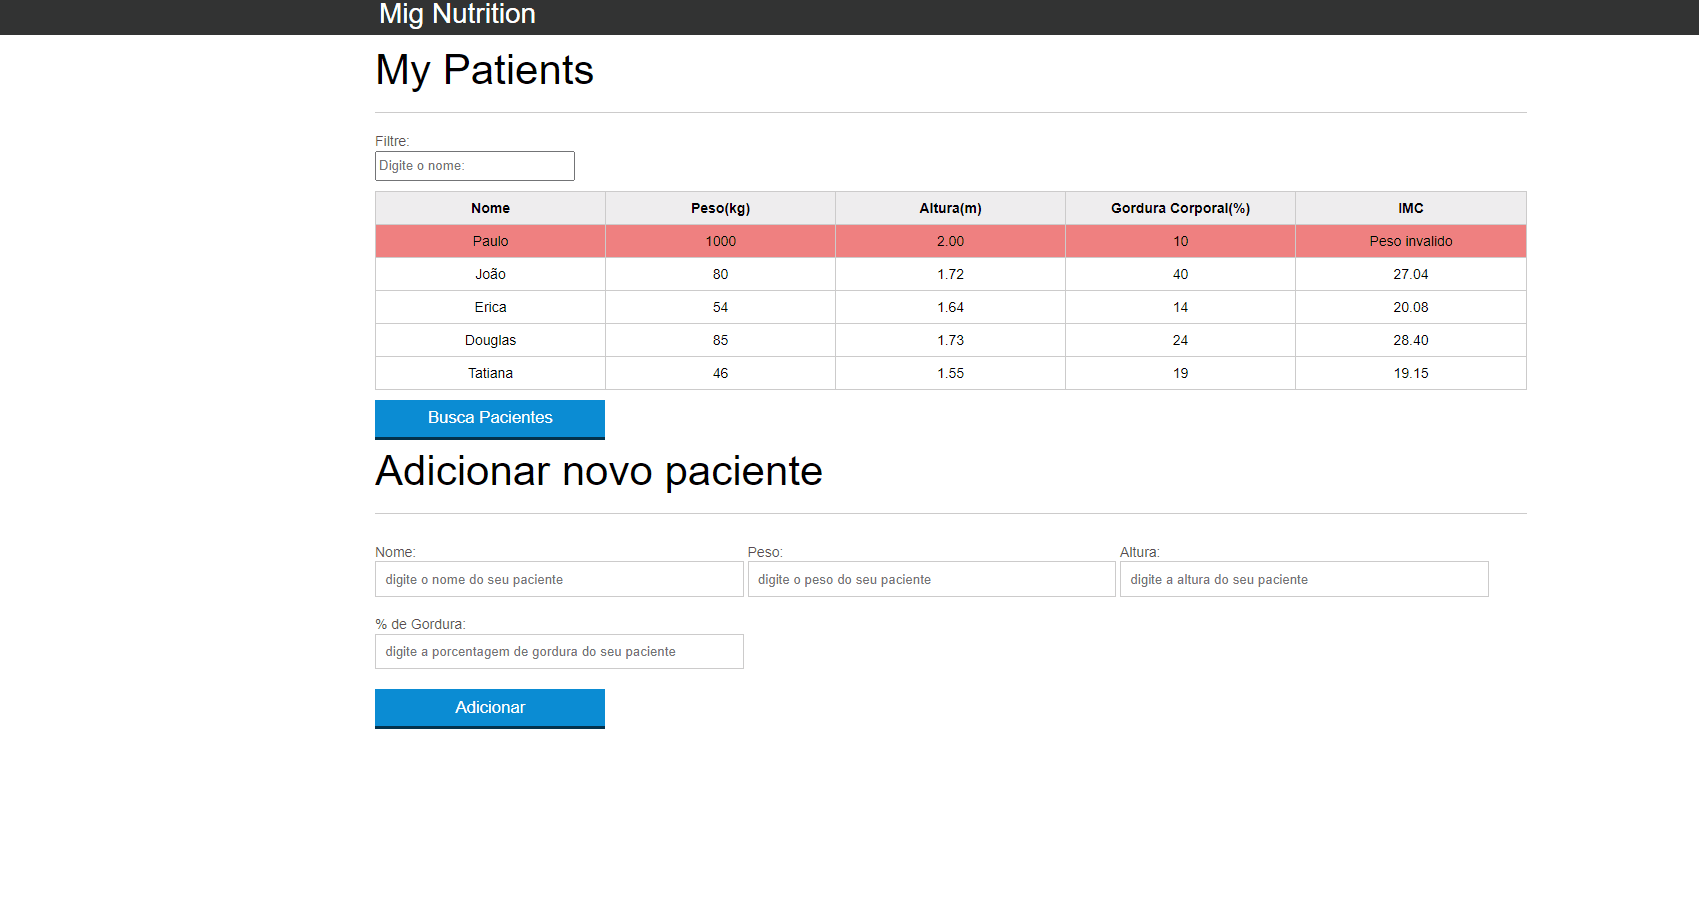 Mig Nutrition
My Patients
Filtre:
Digite o nome:
Nome Peso(kg) Altura(m) Gordura Corporal(%) IMC
Paulo 1000 2.00 10 Peso invalido
João 80 1.72 40 27.04
Erica 54 1.64 14 20.08
Douglas 85 1.73 24 28.40
Tatiana 46 1.55 19 19.15
Busca Pacientes
Adicionar novo paciente
Nome: Peso: Altura:
digite o nome do seu paciente digite o peso do seu paciente digite a altura do seu paciente
% de Gordura:
digite a porcentagem de gordura do seu paciente
Adicionar